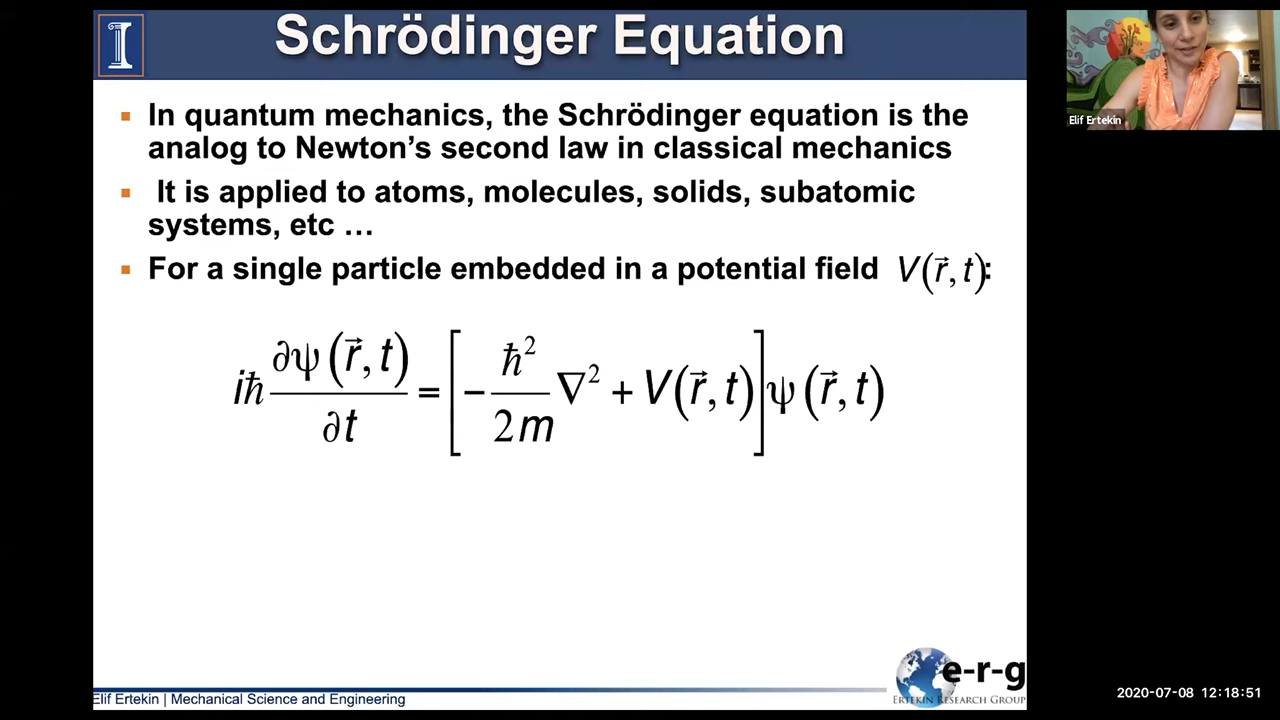 Schrödinger Equation
Elif Ertekin
▪ In quantum mechanics, the Schrödinger equation is the
analog to Newton's second law in classical mechanics
▪ It is applied to atoms, molecules, solids, subatomic
systems, etc …
▪ For a single particle embedded in a potential field V(r⃗, t):
iħ ∂ψ(r⃗, t)/∂t = [−ħ²/2m ∇² + V(r⃗, t)]ψ(r⃗, t)
e-r-g
Elif Ertekin | Mechanical Science and Engineering
ERTEKIN RESEARCH GROUP
2020-07-08 12:18:51